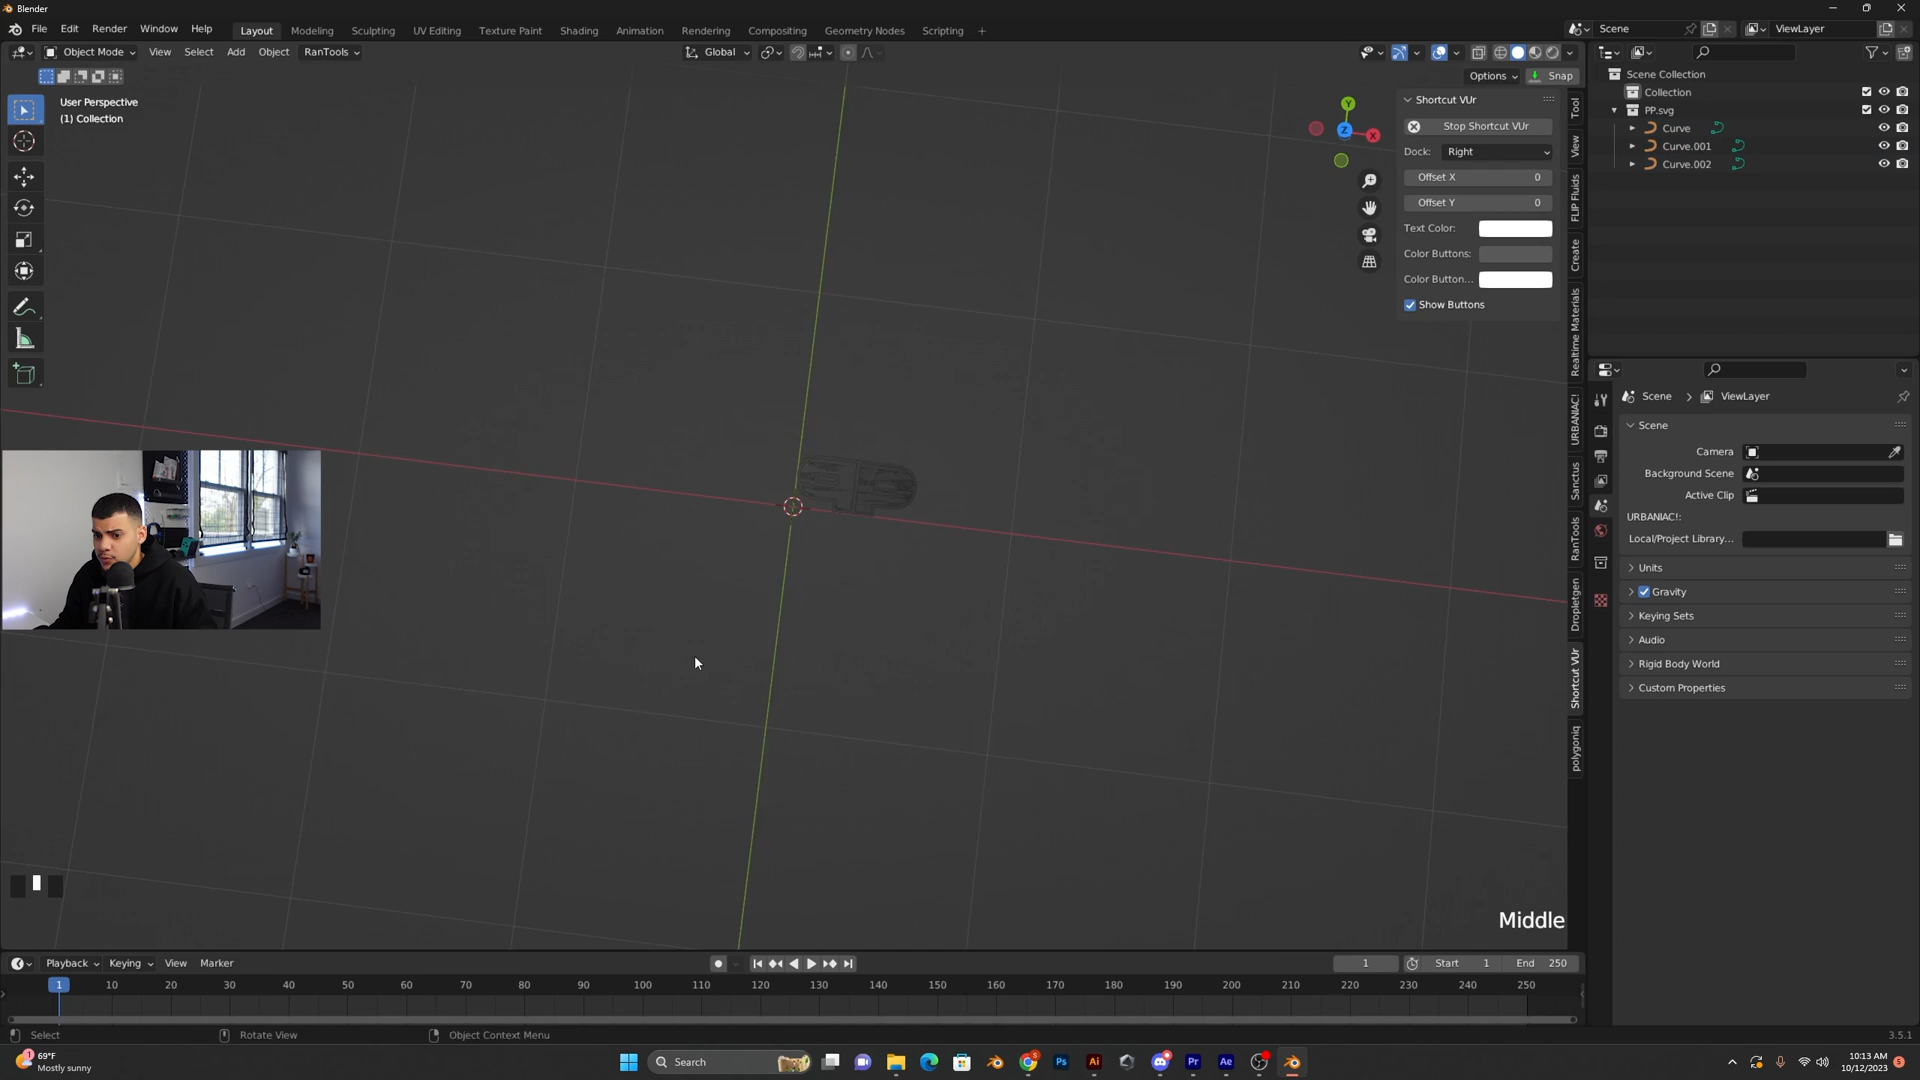 Blender
File Edit Render Window Help
Layout Modeling Sculpting UV Editing Texture Paint Shading Animation Rendering Compositing Geometry Nodes Scripting +
Scene
ViewLayer
Object Mode View Select Add Object RanTools
Global
Options
Snap
User Perspective
(1) Collection
Y
Z
X
Shortcut VUr
Stop Shortcut VUr
Dock: Right
Offset X 0
Offset Y 0
Text Color:
Color Buttons:
Color Button...
Show Buttons
Tool
View
FLIP Fluids
Create
Realtime Materials
URBANIAC!
Sanctus
RanTools
Dropletgen
Shortcut VUr
polygoniq
Scene Collection
Collection
PP.svg
Curve
Curve.001
Curve.002
Scene > ViewLayer
Scene
Camera
Background Scene
Active Clip
URBANIAC!:
Local/Project Library...
Units
Gravity
Keying Sets
Audio
Rigid Body World
Custom Properties
Middle
Playback Keying View Marker
1
Start 1 End 250
1 10 20 30 40 50 60 70 80 90 100 110 120 130 140 150 160 170 180 190 200 210 220 230 240 250
Select Rotate View Object Context Menu
3.5.1
1
69°F
Mostly sunny
Search
S
Ps
Ai
Pr
Ae
10:13 AM
10/12/2023
5